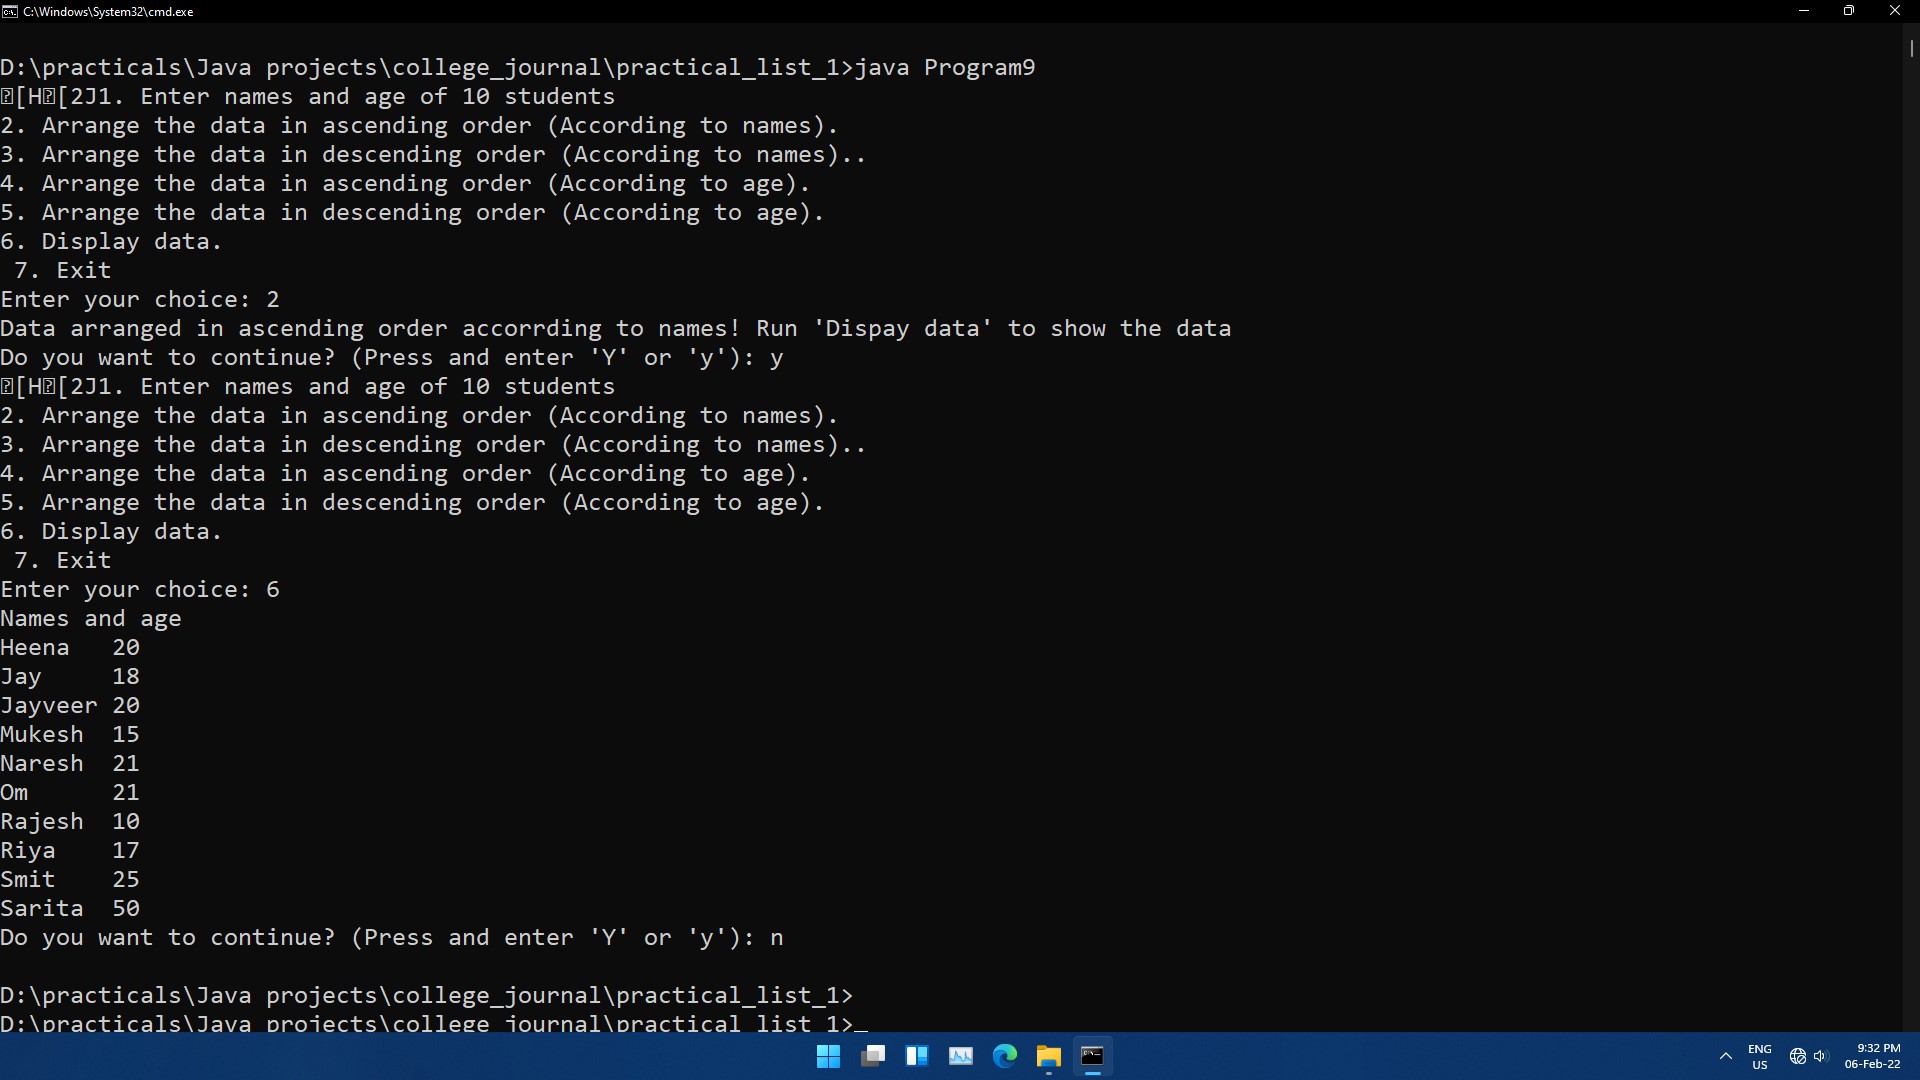 C:\Windows\System32\cmd.exe
D:\practicals\Java projects\college_journal\practical_list_1>java Program9
[H[2J1. Enter names and age of 10 students
2. Arrange the data in ascending order (According to names).
3. Arrange the data in descending order (According to names)..
4. Arrange the data in ascending order (According to age).
5. Arrange the data in descending order (According to age).
6. Display data.
 7. Exit
Enter your choice: 2
Data arranged in ascending order accorrding to names! Run 'Dispay data' to show the data
Do you want to continue? (Press and enter 'Y' or 'y'): y
[H[2J1. Enter names and age of 10 students
2. Arrange the data in ascending order (According to names).
3. Arrange the data in descending order (According to names)..
4. Arrange the data in ascending order (According to age).
5. Arrange the data in descending order (According to age).
6. Display data.
 7. Exit
Enter your choice: 6
Names and age
Heena   20
Jay     18
Jayveer 20
Mukesh  15
Naresh  21
Om      21
Rajesh  10
Riya    17
Smit    25
Sarita  50
Do you want to continue? (Press and enter 'Y' or 'y'): n
D:\practicals\Java projects\college_journal\practical_list_1>
D:\practicals\Java projects\college_journal\practical_list_1>_
ENG
US
9:32 PM
06-Feb-22